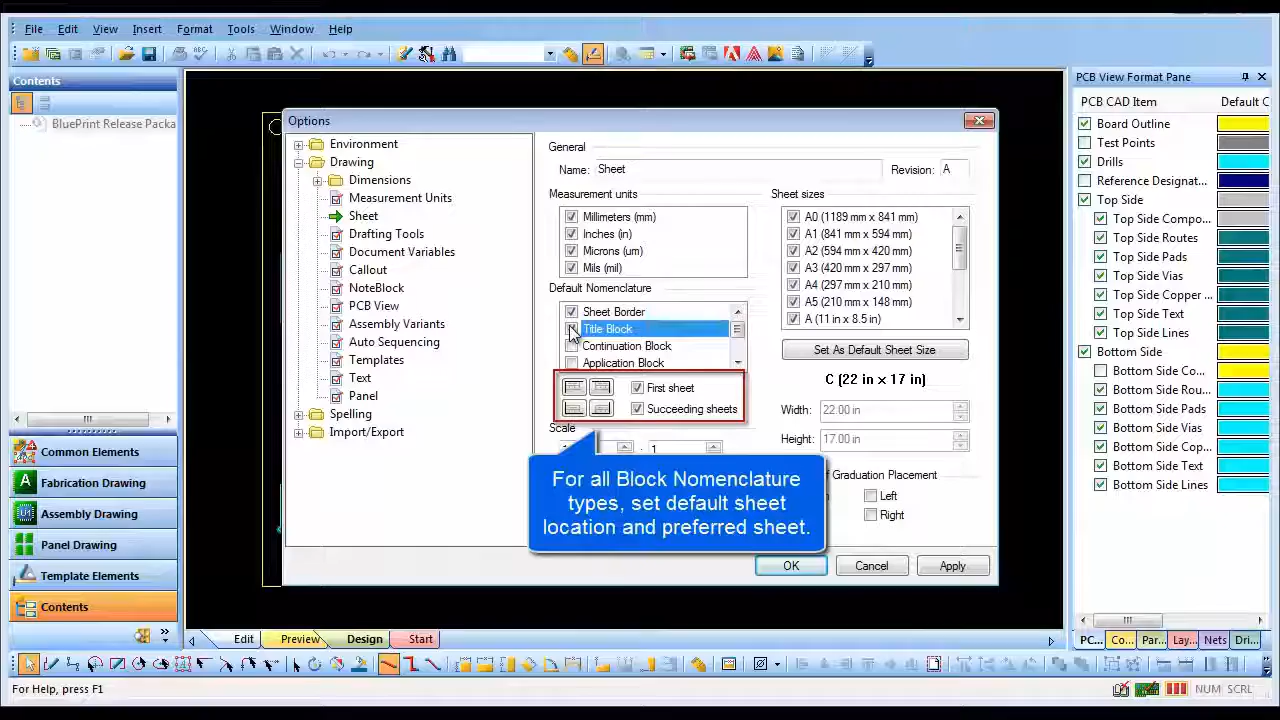 File Edit View Insert Format Tools Window Help
Contents
BluePrint Release Packa
Common Elements
Fabrication Drawing
Assembly Drawing
Panel Drawing
Template Elements
Contents
Options
Environment
Drawing
Dimensions
Measurement Units
Sheet
Drafting Tools
Document Variables
Callout
NoteBlock
PCB View
Assembly Variants
Auto Sequencing
Templates
Text
Panel
Spelling
Import/Export
General
Name: Sheet Revision: A
Measurement units
Millimeters (mm)
Inches (in)
Microns (um)
Mils (mil)
Default Nomenclature
Sheet Border
Title Block
Continuation Block
Application Block
First sheet
Succeeding sheets
Scale
: 1
Sheet sizes
A0 (1189 mm x 841 mm)
A1 (841 mm x 594 mm)
A2 (594 mm x 420 mm)
A3 (420 mm x 297 mm)
A4 (297 mm x 210 mm)
A5 (210 mm x 148 mm)
A (11 in x 8.5 in)
Set As Default Sheet Size
C (22 in x 17 in)
Width: 22.00 in
Height: 17.00 in
Graduation Placement
Left
Right
For all Block Nomenclature
types, set default sheet
location and preferred sheet.
OK Cancel Apply
PCB View Format Pane
PCB CAD Item Default C
Board Outline
Test Points
Drills
Reference Designat...
Top Side
Top Side Compo...
Top Side Routes
Top Side Pads
Top Side Vias
Top Side Copper ...
Top Side Text
Top Side Lines
Bottom Side
Bottom Side Co...
Bottom Side Rou...
Bottom Side Pads
Bottom Side Vias
Bottom Side Cop...
Bottom Side Text
Bottom Side Lines
PC... Co... Par... Lay... Nets Dri...
Edit Preview Design Start
For Help, press F1
NUM SCRL